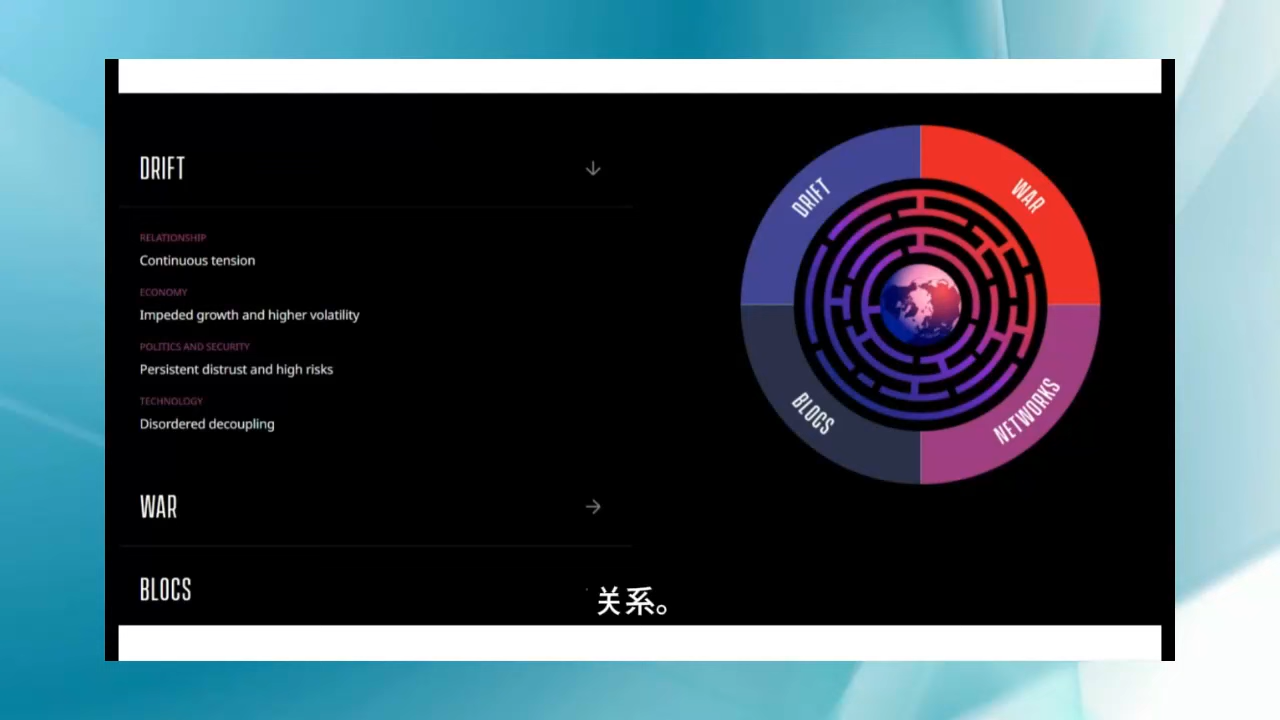 DRIFT
RELATIONSHIP
Continuous tension
ECONOMY
Impeded growth and higher volatility
POLITICS AND SECURITY
Persistent distrust and high risks
TECHNOLOGY
Disordered decoupling
WAR
BLOCS
DRIFT
WAR
BLOCS
NETWORKS
关系。